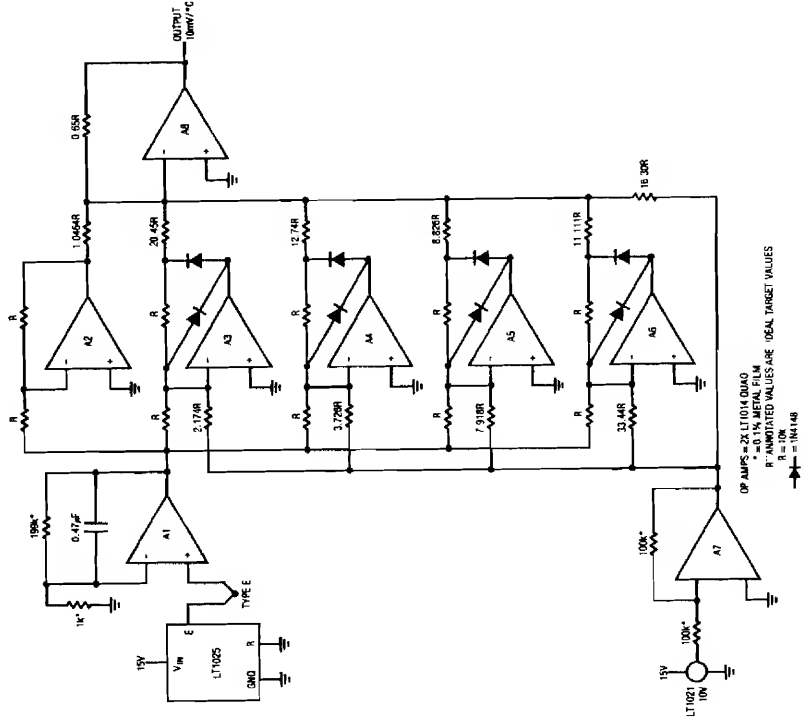 OUTPUT
10mV/°C
0.65R
A8
1.0464R
20.45R
12.74R
8.826R
11.111R
16.30R
R
A2
R
R
A3
R
2.174R
R
A4
R
3.726R
R
A5
R
7.918R
R
A6
R
33.44R
199k*
0.47µF
1k*
A1
TYPE E
15V
VIN
E
LT1025
GND
R
100k*
A7
100k*
15V
LT1021
10V
OP AMPS = 2X LT1014 QUAD
* = 0.1% METAL FILM
R ANNOTATED VALUES ARE IDEAL TARGET VALUES
R = 10k
= 1N4148